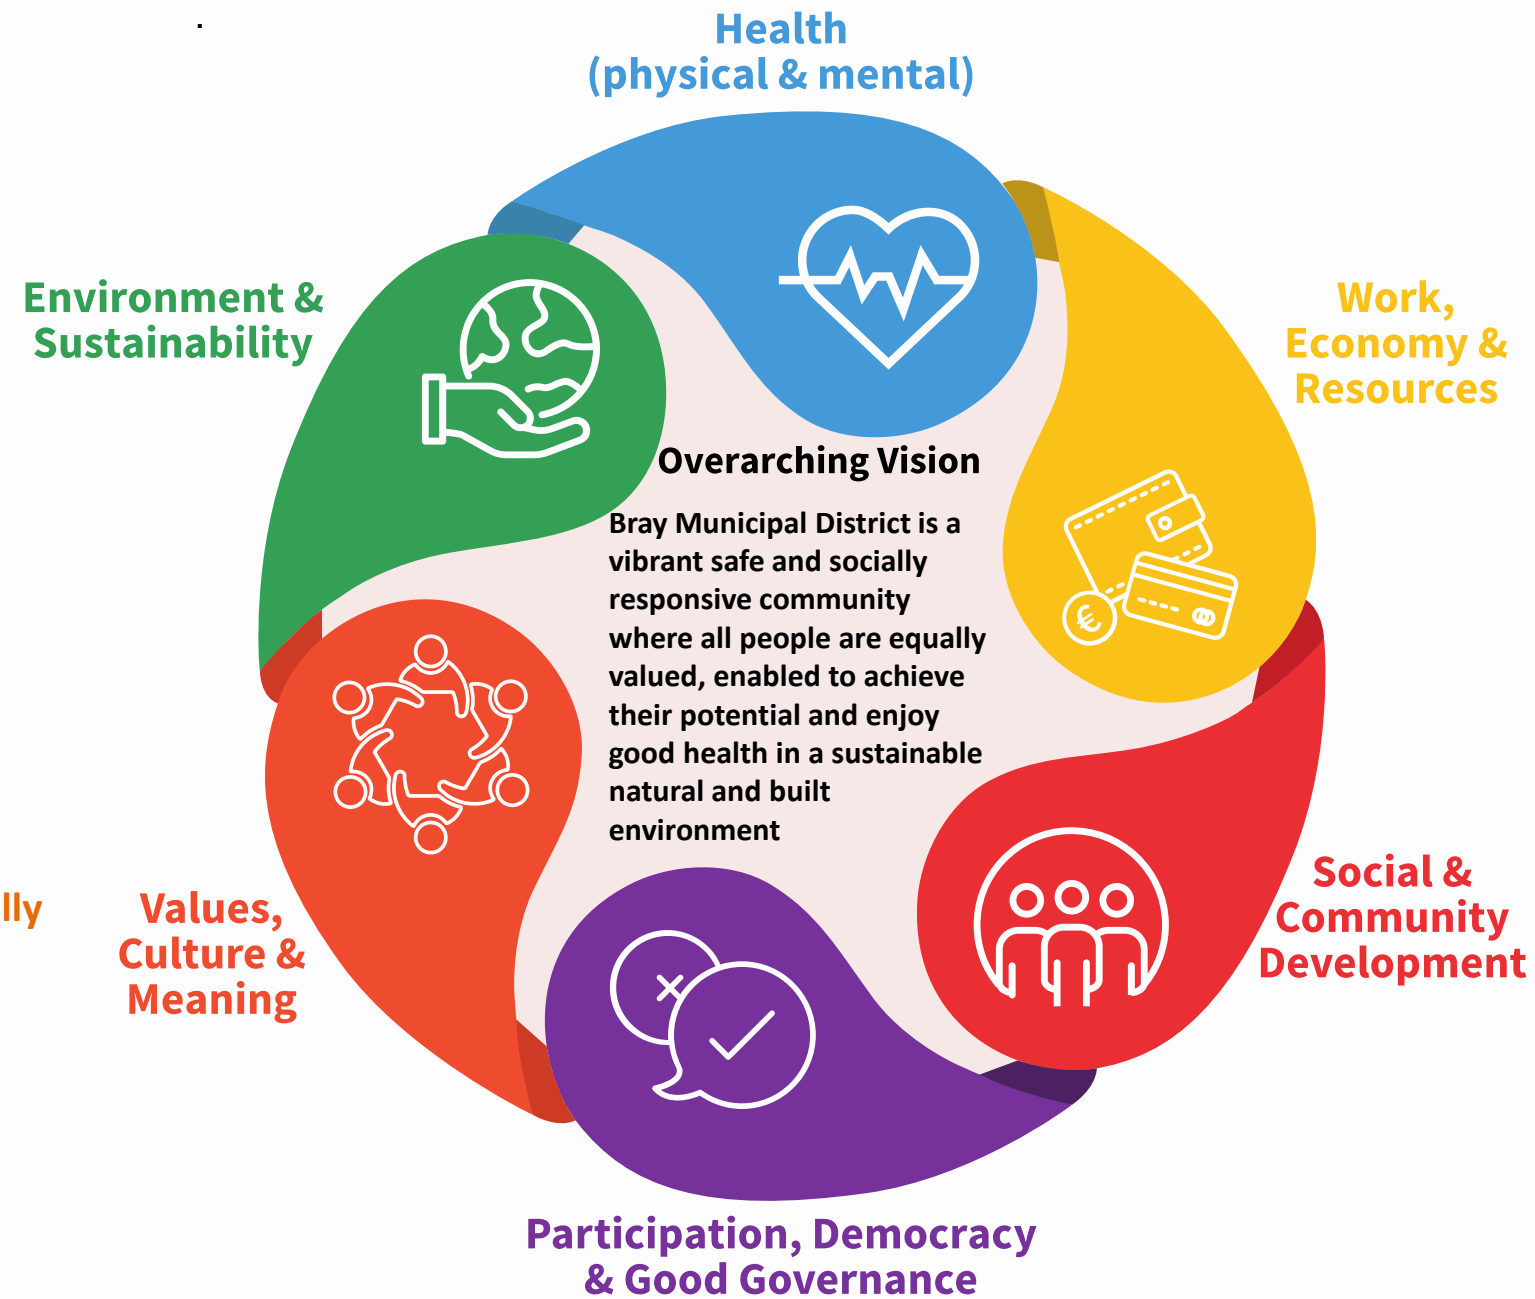 .
Health
(physical & mental)
Environment &
Sustainability
Work,
Economy &
Resources
Overarching Vision
Bray Municipal District is a
vibrant safe and socially
responsive community
where all people are equally
valued, enabled to achieve
their potential and enjoy
good health in a sustainable
natural and built
environment
€
lly
Values,
Culture &
Meaning
Social &
Community
Development
Participation, Democracy
& Good Governance